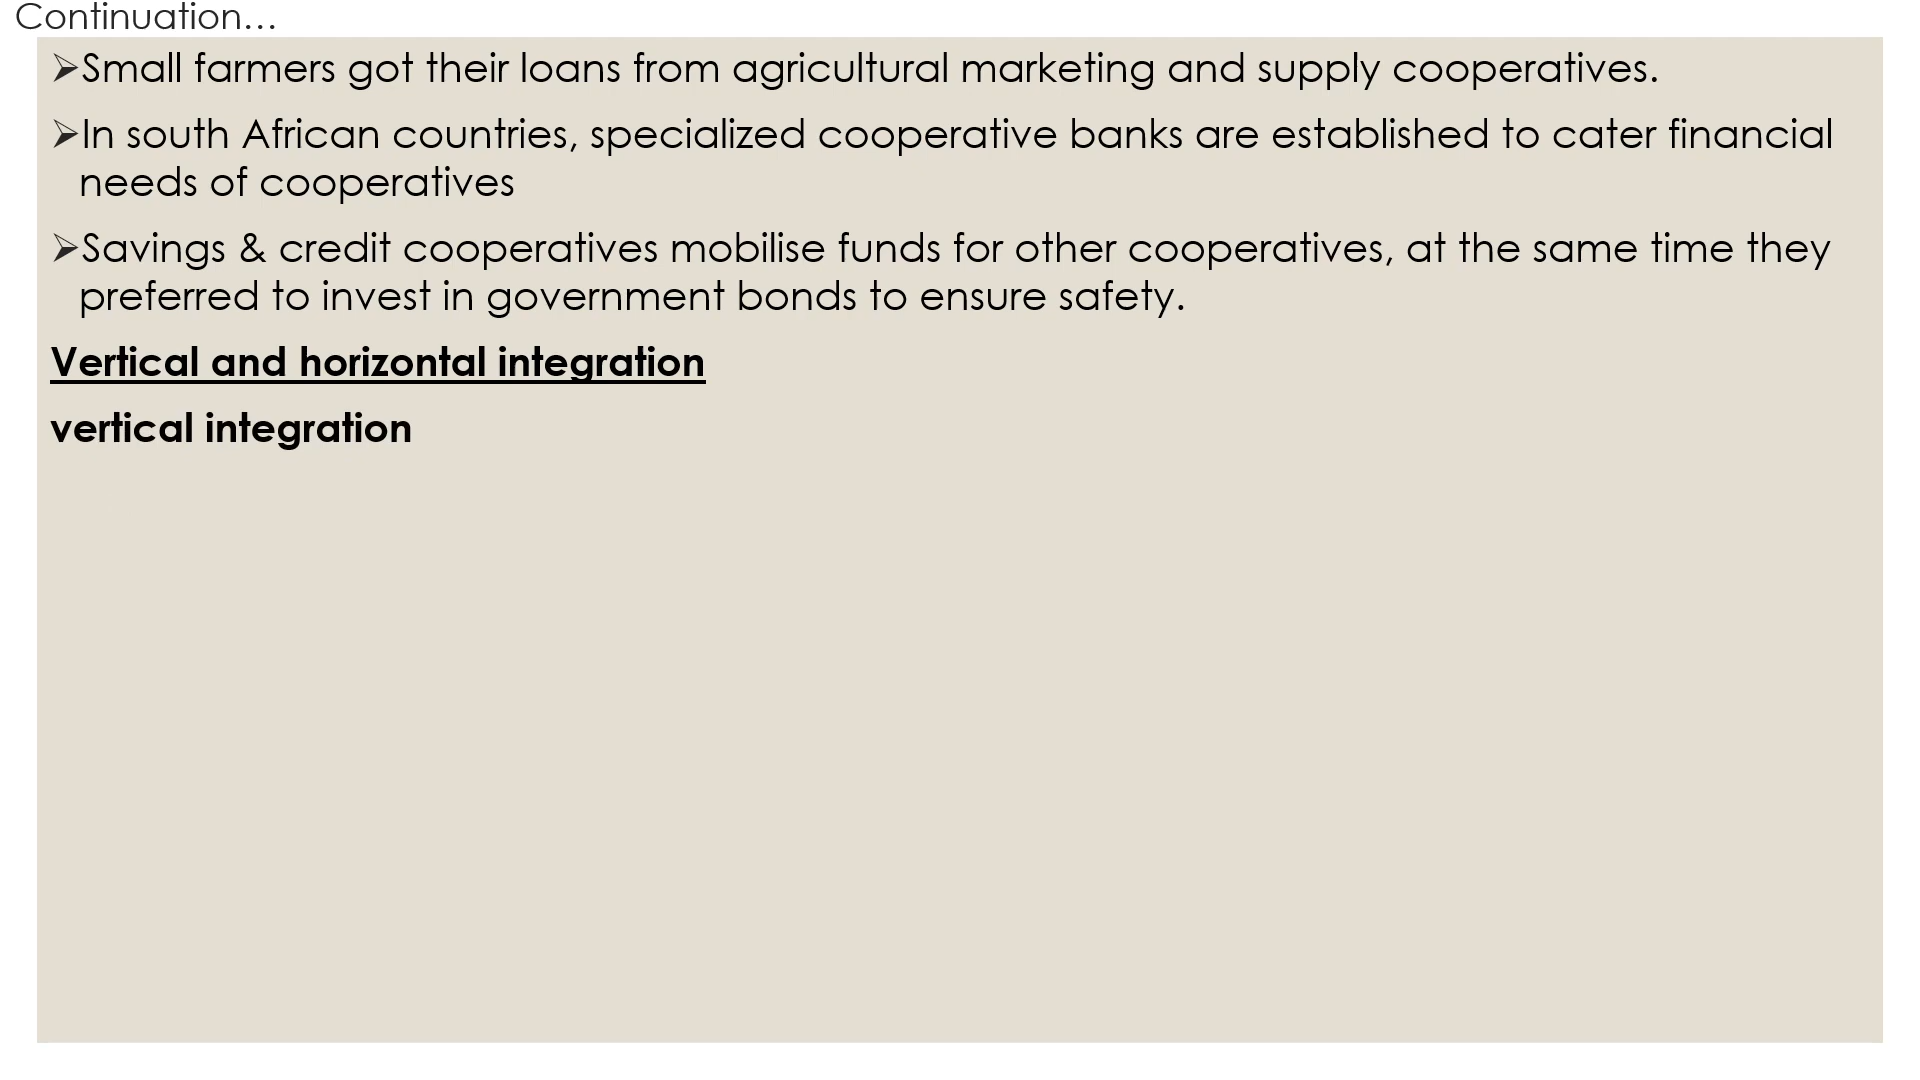 Continuation...
➢Small farmers got their loans from agricultural marketing and supply cooperatives.
➢In south African countries, specialized cooperative banks are established to cater financial
needs of cooperatives
➢Savings & credit cooperatives mobilise funds for other cooperatives, at the same time they
preferred to invest in government bonds to ensure safety.
Vertical and horizontal integration
vertical integration